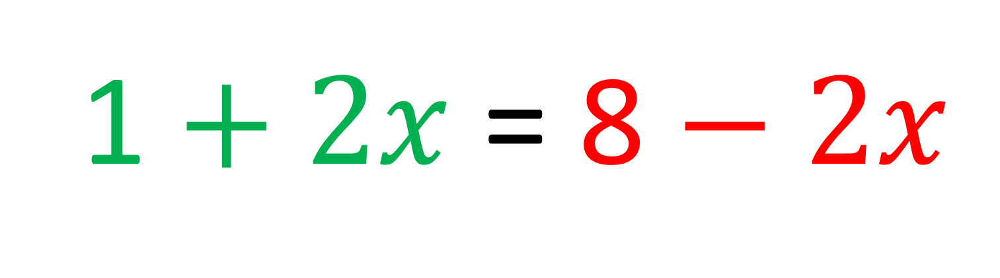 1 + 2x = 8 − 2x